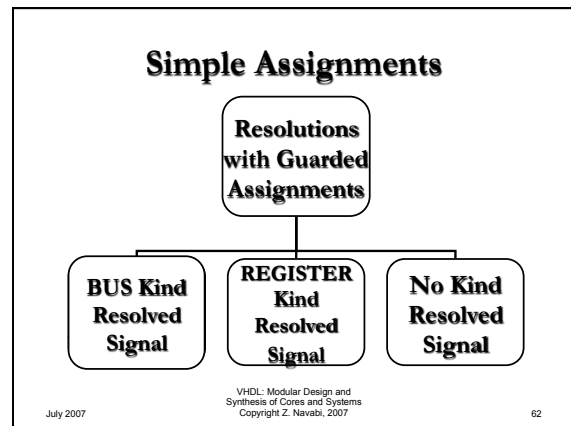 Simple Assignments
Resolutions
with Guarded
Assignments
BUS Kind
Resolved
Signal
REGISTER
Kind
Resolved
Signal
No Kind
Resolved
Signal
July 2007
VHDL: Modular Design and
Synthesis of Cores and Systems
Copyright Z. Navabi, 2007
62